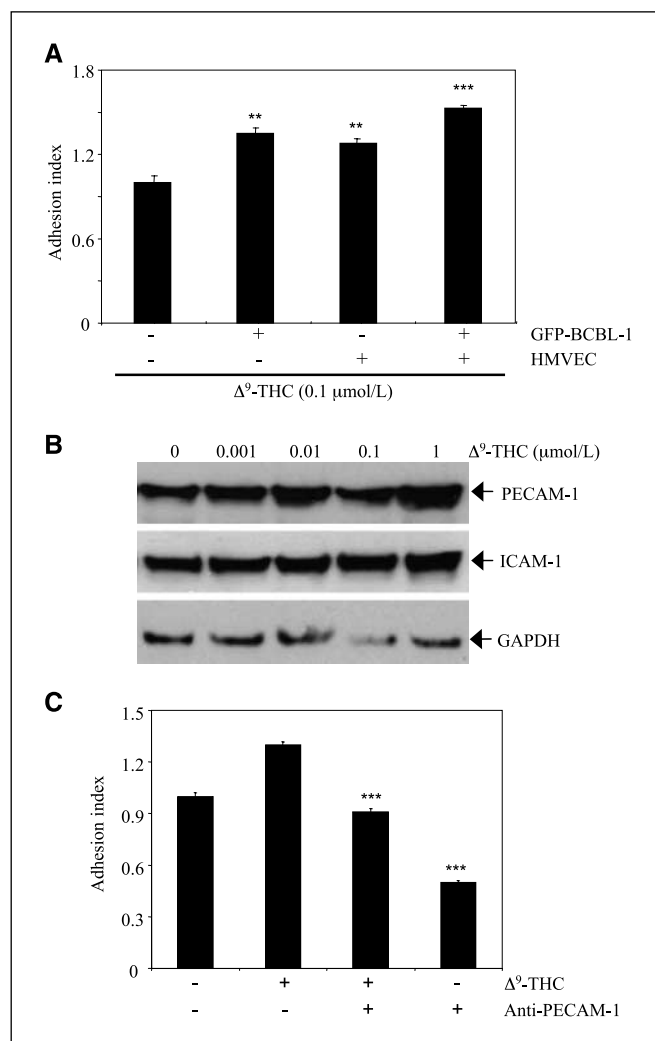 A
1.8
1.2
0.6
0
Adhesion index
** ** ***
- + - + GFP-BCBL-1
- - + + HMVEC
Δ⁹-THC (0.1 μmol/L)
B
0 0.001 0.01 0.1 1 Δ⁹-THC (μmol/L)
PECAM-1
ICAM-1
GAPDH
C
1.5
1.2
0.9
0.6
0.3
0
Adhesion index
*** ***
- + + - Δ⁹-THC
- - + + Anti-PECAM-1